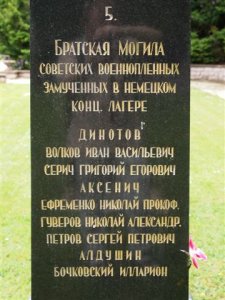 5.
БРАТСКАЯ МОГИЛА
СОВЕТСКИХ ВОЕННОПЛЕННЫХ
ЗАМУЧЕННЫХ В НЕМЕЦКОМ
КОНЦ. ЛАГЕРЕ
ДИНОТОВ
ВОЛКОВ ИВАН ВАСИЛЬЕВИЧ
СЕРИЧ ГРИГОРИЙ ЕГОРОВИЧ
АКСЕНИЧ
ЕФРЕМЕНКО НИКОЛАЙ ПРОКОФ.
ГУВЕРОВ НИКОЛАЙ АЛЕКСАНДР.
ПЕТРОВ СЕРГЕЙ ПЕТРОВИЧ
АЛДУШИН
БОЧКОВСКИЙ ИЛЛАРИОН